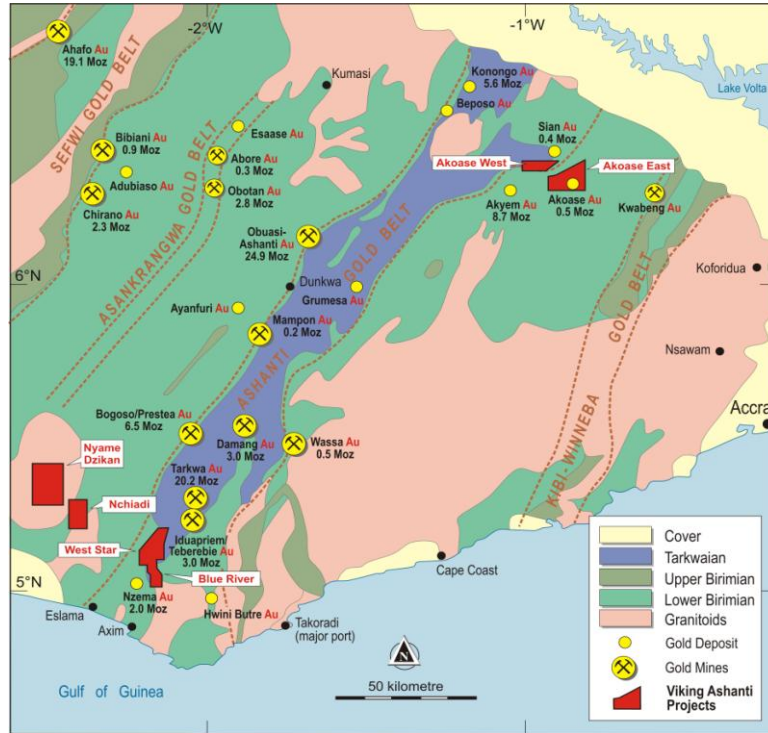 -2°W
-1°W
Ahafo Au
19.1 Moz
SEFWI GOLD BELT
Kumasi
Konongo Au
5.6 Moz
Beposo Au
Lake Volta
Bibiani Au
0.9 Moz
Adubiaso Au
Chirano Au
2.3 Moz
Esaase Au
Abore Au
0.3 Moz
Obotan Au
2.8 Moz
ASANKRANGWA GOLD BELT
Sian Au
0.4 Moz
Akoase West
Akoase East
Akyem Au
8.7 Moz
Akoase Au
0.5 Moz
Kwabeng Au
Obuasi-
Ashanti Au
24.9 Moz
6°N
Dunkwa
Grumesa Au
Koforidua
Ayanfuri Au
Mampon Au
0.2 Moz
ASHANTI GOLD BELT
Nsawam
Accra
KIBI-WINNEBA GOLD BELT
Bogoso/Prestea Au
6.5 Moz
Damang Au
3.0 Moz
Wassa Au
0.5 Moz
Nyame
Dzikan
Nchiadi
Tarkwa Au
20.2 Moz
Iduapriem/
Teberebie Au
3.0 Moz
West Star
Blue River
5°N
Nzema Au
2.0 Moz
Hwini Butre Au
Cape Coast
Eslama
Axim
Takoradi
(major port)
Gulf of Guinea
N
50 kilometre
Cover
Tarkwaian
Upper Birimian
Lower Birimian
Granitoids
Gold Deposit
Gold Mines
Viking Ashanti
Projects